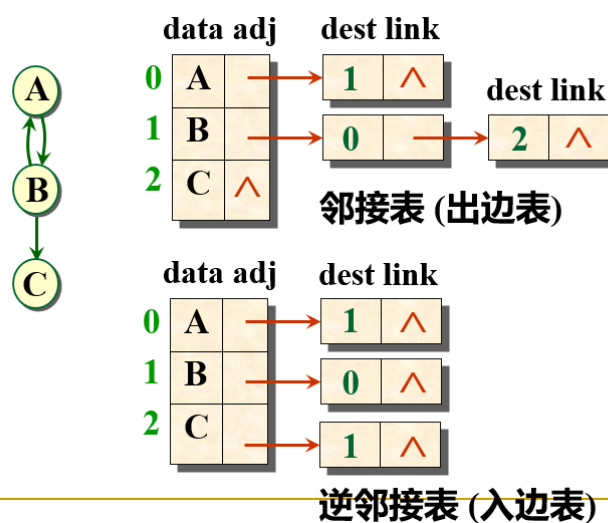 data adj dest link
0 A 1 ∧ dest link
1 B 0 2 ∧
2 C ∧
邻接表 (出边表)
A
B
C
data adj dest link
0 A 1 ∧
1 B 0 ∧
2 C 1 ∧
逆邻接表 (入边表)